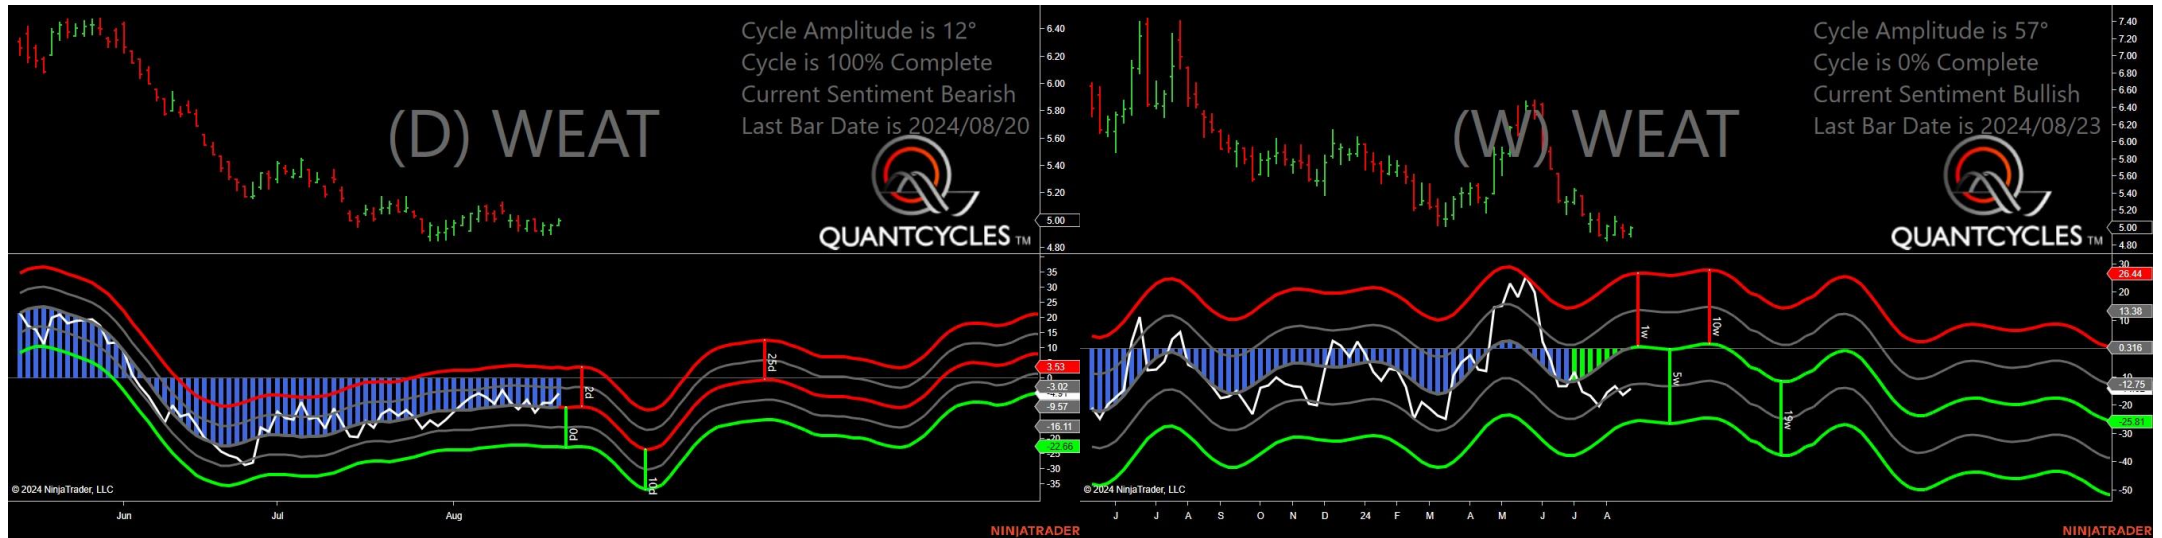 Cycle Amplitude is 12°
Cycle is 100% Complete
Current Sentiment Bearish
Last Bar Date is 2024/08/20
(D) WEAT
QUANTCYCLES TM
6.40
6.20
6.00
5.80
5.60
5.40
5.20
5.00
4.80
35
30
25
20
15
10
3.53
-3.02
-4.91
-9.57
-16.11
-22.66
-25
-30
-35
2d
0d
10d
25d
© 2024 NinjaTrader, LLC
Jun Jul Aug
NINJATRADER
Cycle Amplitude is 57°
Cycle is 0% Complete
Current Sentiment Bullish
Last Bar Date is 2024/08/23
(W) WEAT
QUANTCYCLES TM
7.40
7.20
7.00
6.80
6.60
6.40
6.20
6.00
5.80
5.60
5.40
5.20
5.00
4.80
30
26.44
20
13.38
10
0.316
-12.75
-20
-25.81
-30
-40
-50
1w
5w
10w
19w
© 2024 NinjaTrader, LLC
J J A S O N D 24 F M A M J J A
NINJATRADER